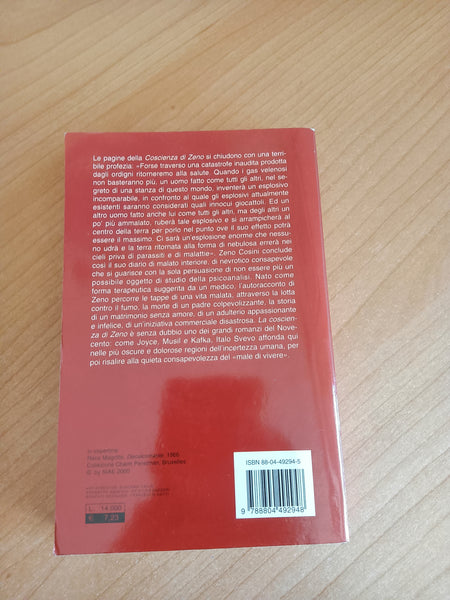 Le pagine della Coscienza di Zeno si chiudono con una terri-
bile profezia: «Forse traverso una catastrofe inaudita prodotta
dagli ordigni ritorneremo alla salute. Quando i gas velenosi
non basteranno più, un uomo fatto come tutti gli altri, nel se-
greto di una stanza di questo mondo, inventerà un esplosivo
incomparabile, in confronto al quale gli esplosivi attualmente
esistenti saranno considerati quali innocui giocattoli. Ed un
altro uomo fatto anche lui come tutti gli altri, ma degli altri un
po' più ammalato, ruberà tale esplosivo e si arrampicherà al
centro della terra per porlo nel punto ove il suo effetto potrà
essere il massimo. Ci sarà un'esplosione enorme che nessu-
no udrà e la terra ritornata alla forma di nebulosa errerà nei
cieli priva di parassiti e di malattie». Zeno Cosini conclude
così il suo diario di malato interiore, di nevrotico consapevole
che si guarisce con la sola persuasione di non essere più un
possibile oggetto di studio della psicoanalisi. Nato come
forma terapeutica suggerita da un medico, l'autoracconto di
Zeno percorre le tappe di una vita malata, attraverso la lotta
contro il fumo, la morte di un padre colpevolizzante, la storia
di un matrimonio senza amore, di un adulterio appassionante
e infelice, di un'iniziativa commerciale disastrosa. La coscien-
za di Zeno è senza dubbio uno dei grandi romanzi del Nove-
cento: come Joyce, Musil e Kafka, Italo Svevo affonda qui
nelle più oscure e dolorose regioni dell'incertezza umana, per
poi risalire alla quieta consapevolezza del «male di vivere».
In copertina:
René Magritte, Décalcomanie, 1966
Collezione Chaïm Perelman, Bruxelles
© by SIAE 2000
L. 14.000
€ 7,23
ISBN 88-04-49294-5
9 788804 492948